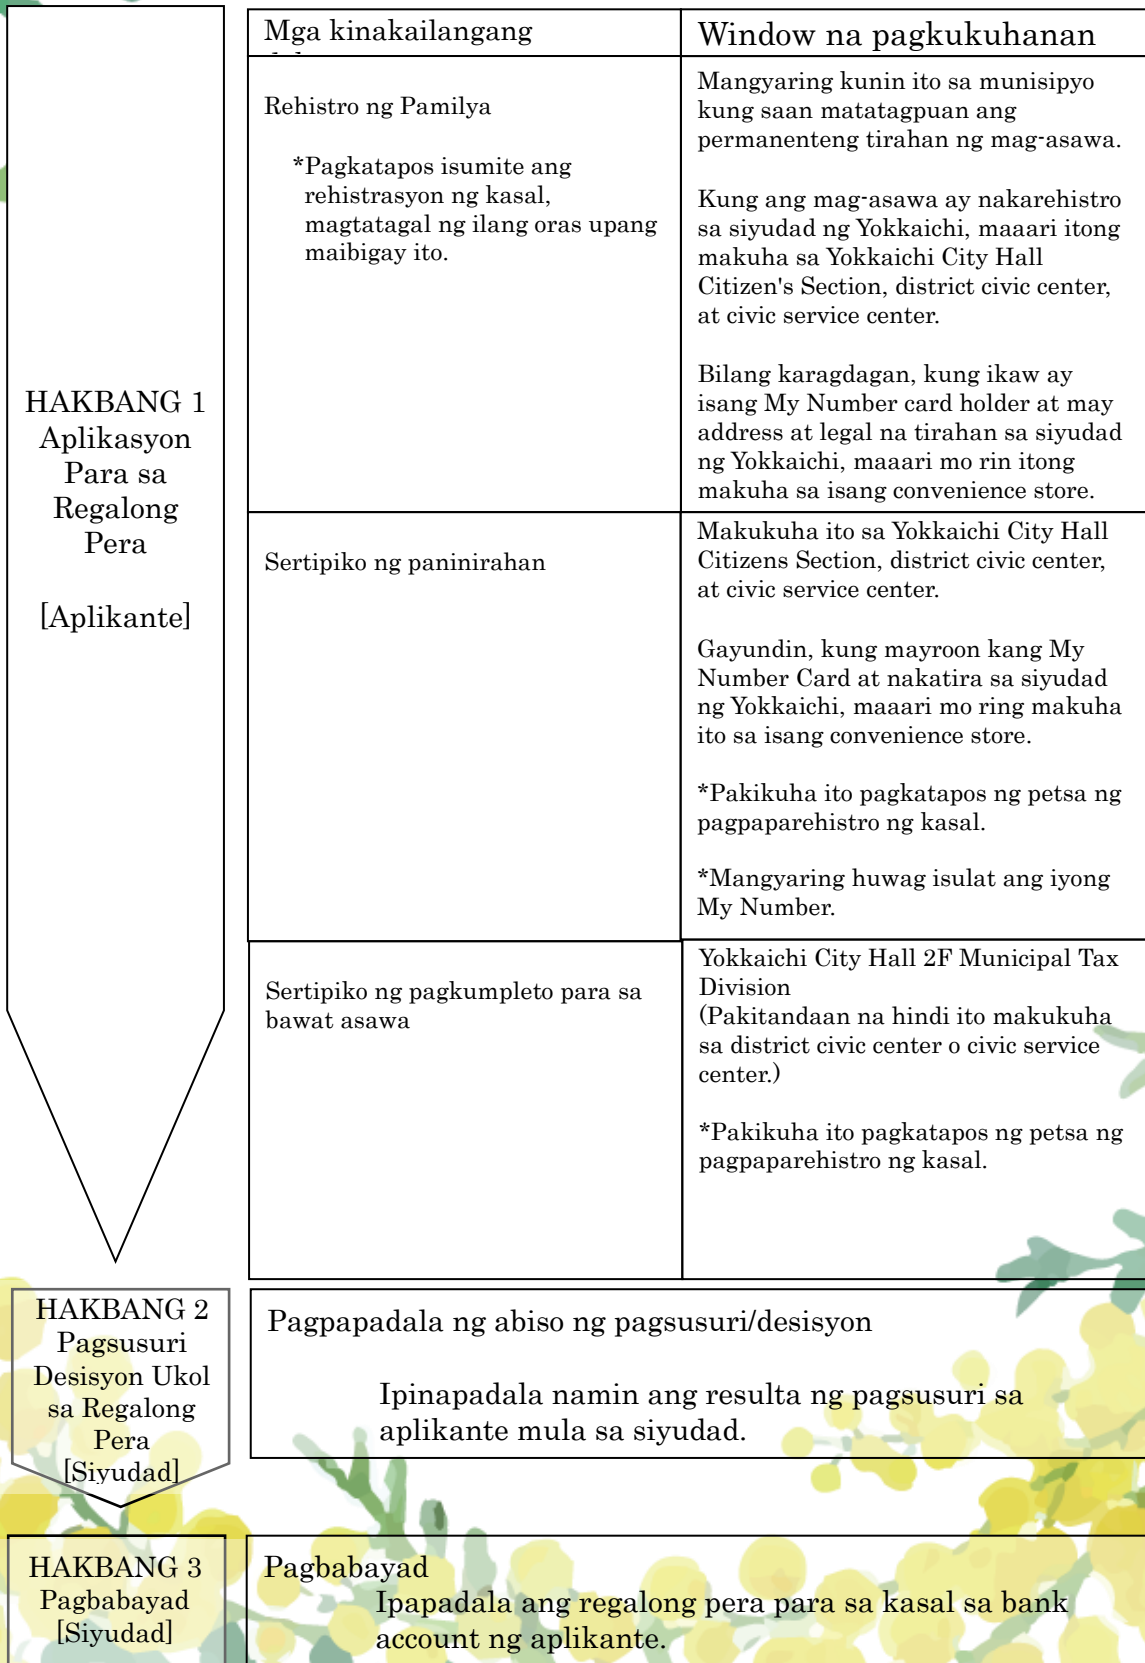 HAKBANG 1
Aplikasyon
Para sa
Regalong
Pera
[Aplikante]
Mga kinakailangang
Window na pagkukuhanan
Rehistro ng Pamilya
*Pagkatapos isumite ang
rehistrasyon ng kasal,
magtatagal ng ilang oras upang
maibigay ito.
Mangyaring kunin ito sa munisipyo
kung saan matatagpuan ang
permanenteng tirahan ng mag-asawa.
Kung ang mag-asawa ay nakarehistro
sa siyudad ng Yokkaichi, maaari itong
makuha sa Yokkaichi City Hall
Citizen's Section, district civic center,
at civic service center.
Bilang karagdagan, kung ikaw ay
isang My Number card holder at may
address at legal na tirahan sa siyudad
ng Yokkaichi, maaari mo rin itong
makuha sa isang convenience store.
Sertipiko ng paninirahan
Makukuha ito sa Yokkaichi City Hall
Citizens Section, district civic center,
at civic service center.
Gayundin, kung mayroon kang My
Number Card at nakatira sa siyudad
ng Yokkaichi, maaari mo ring makuha
ito sa isang convenience store.
*Pakikuha ito pagkatapos ng petsa ng
pagpaparehistro ng kasal.
*Mangyaring huwag isulat ang iyong
My Number.
Sertipiko ng pagkumpleto para sa
bawat asawa
Yokkaichi City Hall 2F Municipal Tax
Division
(Pakitandaan na hindi ito makukuha
sa district civic center o civic service
center.)
*Pakikuha ito pagkatapos ng petsa ng
pagpaparehistro ng kasal.
HAKBANG 2
Pagsusuri
Desisyon Ukol
sa Regalong
Pera
[Siyudad]
Pagpapadala ng abiso ng pagsusuri/desisyon
Ipinapadala namin ang resulta ng pagsusuri sa
aplikante mula sa siyudad.
HAKBANG 3
Pagbabayad
[Siyudad]
Pagbabayad
Ipapadala ang regalong pera para sa kasal sa bank
account ng aplikante.